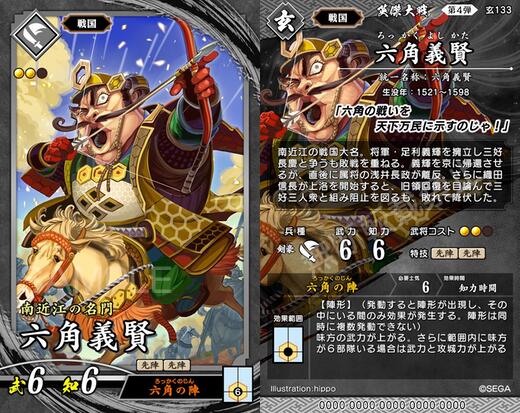 戦国
南近江の名門
六角義賢
先陣 先陣
武6 知6
ろっかくのじん
六角の陣
6
玄
戦国
英傑大戦 第4弾 玄133
ろっかくよしかた
六角義賢
統一名称：六角義賢
生没年：1521〜1598
「六角の戦いを
天下万民に示すのじゃ！」
南近江の戦国大名。将軍・足利義輝を擁立し三好
長慶と争うも敗戦を重ねる。義輝を京に帰還させ
るが、直後に属将の浅井長政が離反、さらに織田
信長が上洛を開始すると、旧領回復を目論んで三
好三人衆と組み阻止を図るも、敗れて降伏した。
兵種 武力 知力 武将コスト
剣豪 6 6 特技 先陣 先陣
ろっかくのじん 必要士気 効果時間
六角の陣 6 知力時間
効果範囲
【陣形】（発動すると陣形が出現し、その
中にいる間のみ効果が発生する。陣形は同
時に複数発動できない）
味方の武力が上がる。さらに範囲内に味方
が６部隊いる場合は武力と攻城力が上がる
Illustration:hippo ©SEGA
0000-0000-0000-0000-0000